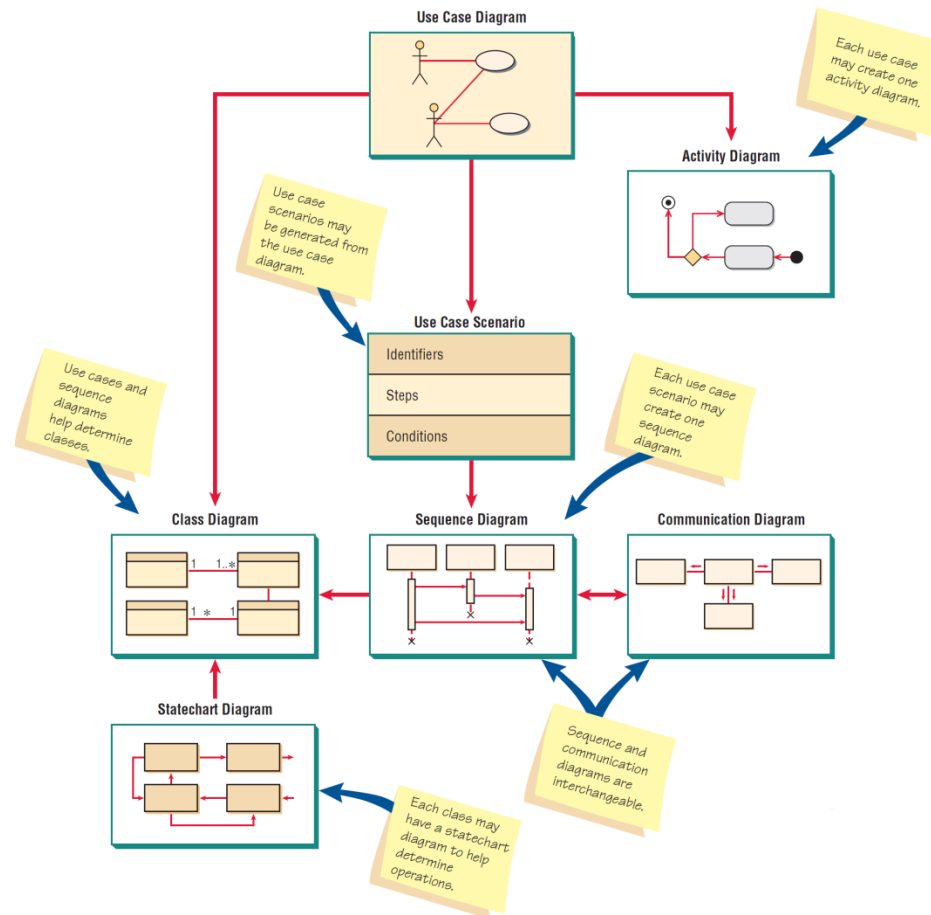 Use Case Diagram
Each use case
may create one
activity diagram.
Activity Diagram
Use case
scenarios may
be generated from
the use case
diagram.
Use Case Scenario
Identifiers
Steps
Conditions
Use cases and
sequence
diagrams
help determine
classes.
Each use case
scenario may
create one
sequence
diagram.
Class Diagram
1 1..*
1 * 1
Sequence Diagram
Communication Diagram
Statechart Diagram
Sequence and
communication
diagrams are
interchangeable.
Each class may
have a statechart
diagram to help
determine
operations.